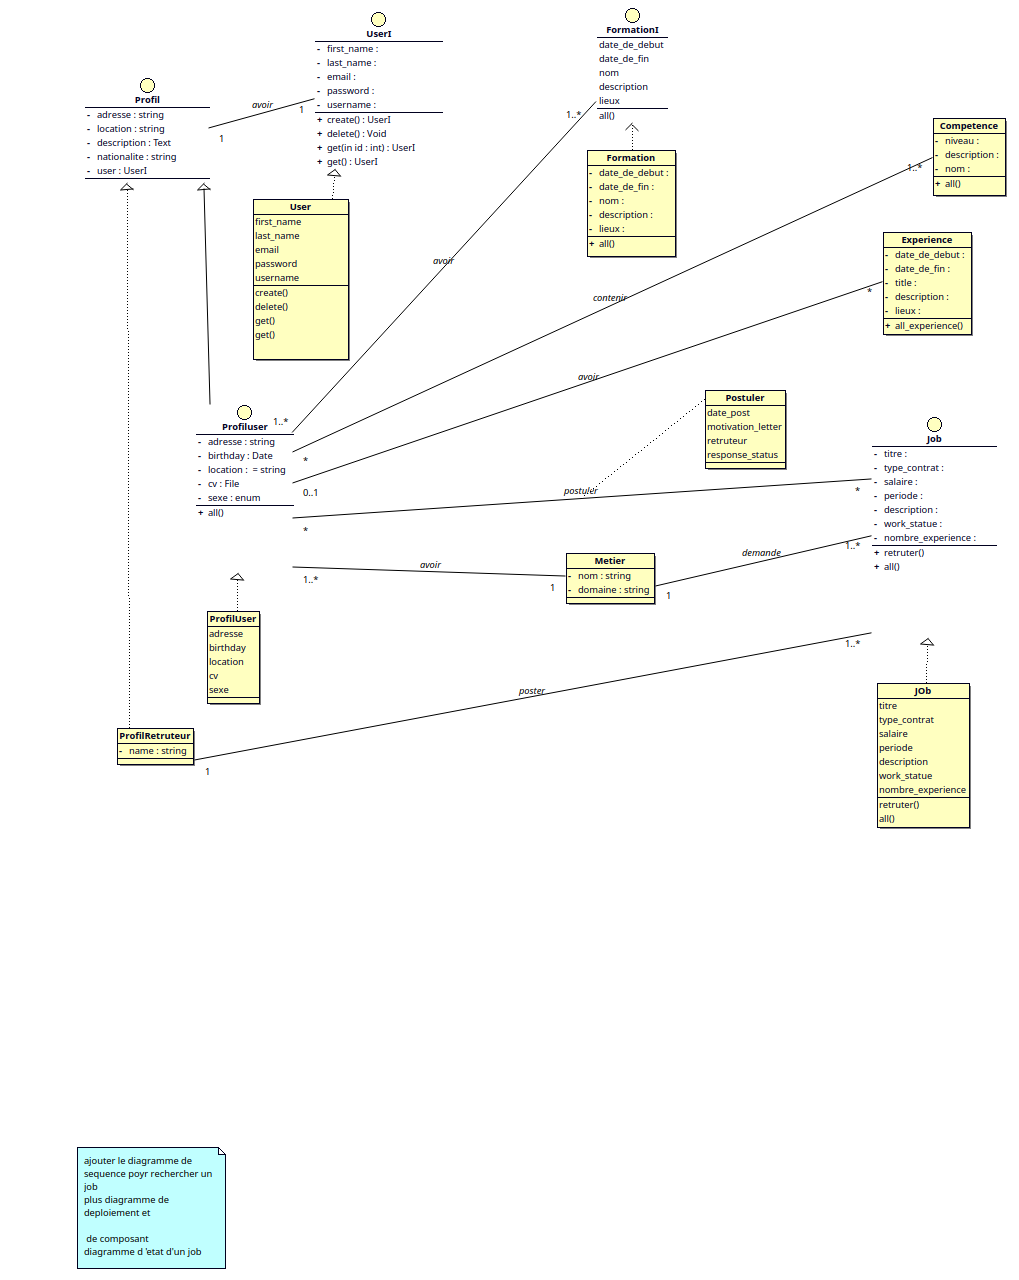 UserI
- first_name :
- last_name :
- email :
- password :
- username :
+ create() : UserI
+ delete() : Void
+ get(in id : int) : UserI
+ get() : UserI
FormationI
date_de_debut
date_de_fin
nom
description
lieux
all()
Profil
- adresse : string
- location : string
- description : Text
- nationalite : string
- user : UserI
avoir
1
1
1..*
Competence
- niveau :
- description :
- nom :
+ all()
1..*
Formation
- date_de_debut :
- date_de_fin :
- nom :
- description :
- lieux :
+ all()
User
first_name
last_name
email
password
username
create()
delete()
get()
get()
Experience
- date_de_debut :
- date_de_fin :
- title :
- description :
- lieux :
+ all_experience()
*
avoir
contenir
avoir
Postuler
date_post
motivation_letter
retruteur
response_status
Profiluser
- adresse : string
- birthday : Date
- location :  = string
- cv : File
- sexe : enum
+ all()
1..*
*
0..1
*
1..*
postuler
*
Job
- titre :
- type_contrat :
- salaire :
- periode :
- description :
- work_statue :
- nombre_experience :
+ retruter()
+ all()
avoir
1
Metier
- nom : string
- domaine : string
1
demande
1..*
1..*
ProfilUser
adresse
birthday
location
cv
sexe
poster
JOb
titre
type_contrat
salaire
periode
description
work_statue
nombre_experience
retruter()
all()
ProfilRetruteur
- name : string
1
ajouter le diagramme de
sequence poyr rechercher un
job
plus diagramme de
deploiement et
de composant
diagramme d 'etat d'un job